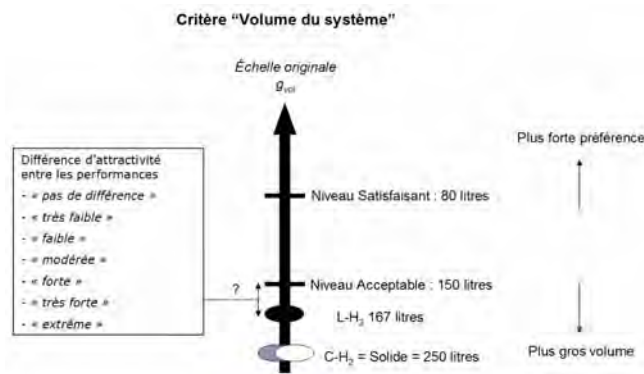 Critère “Volume du système”
Échelle originale
gvol
Plus forte préférence
Différence d'attractivité
entre les performances
- « pas de différence »
- « très faible »
- « faible »
- « modérée »
- « forte »
- « très forte »
- « extrême »
Niveau Satisfaisant : 80 litres
?
Niveau Acceptable : 150 litres
L-H2 167 litres
C-H2 = Solide = 250 litres
Plus gros volume